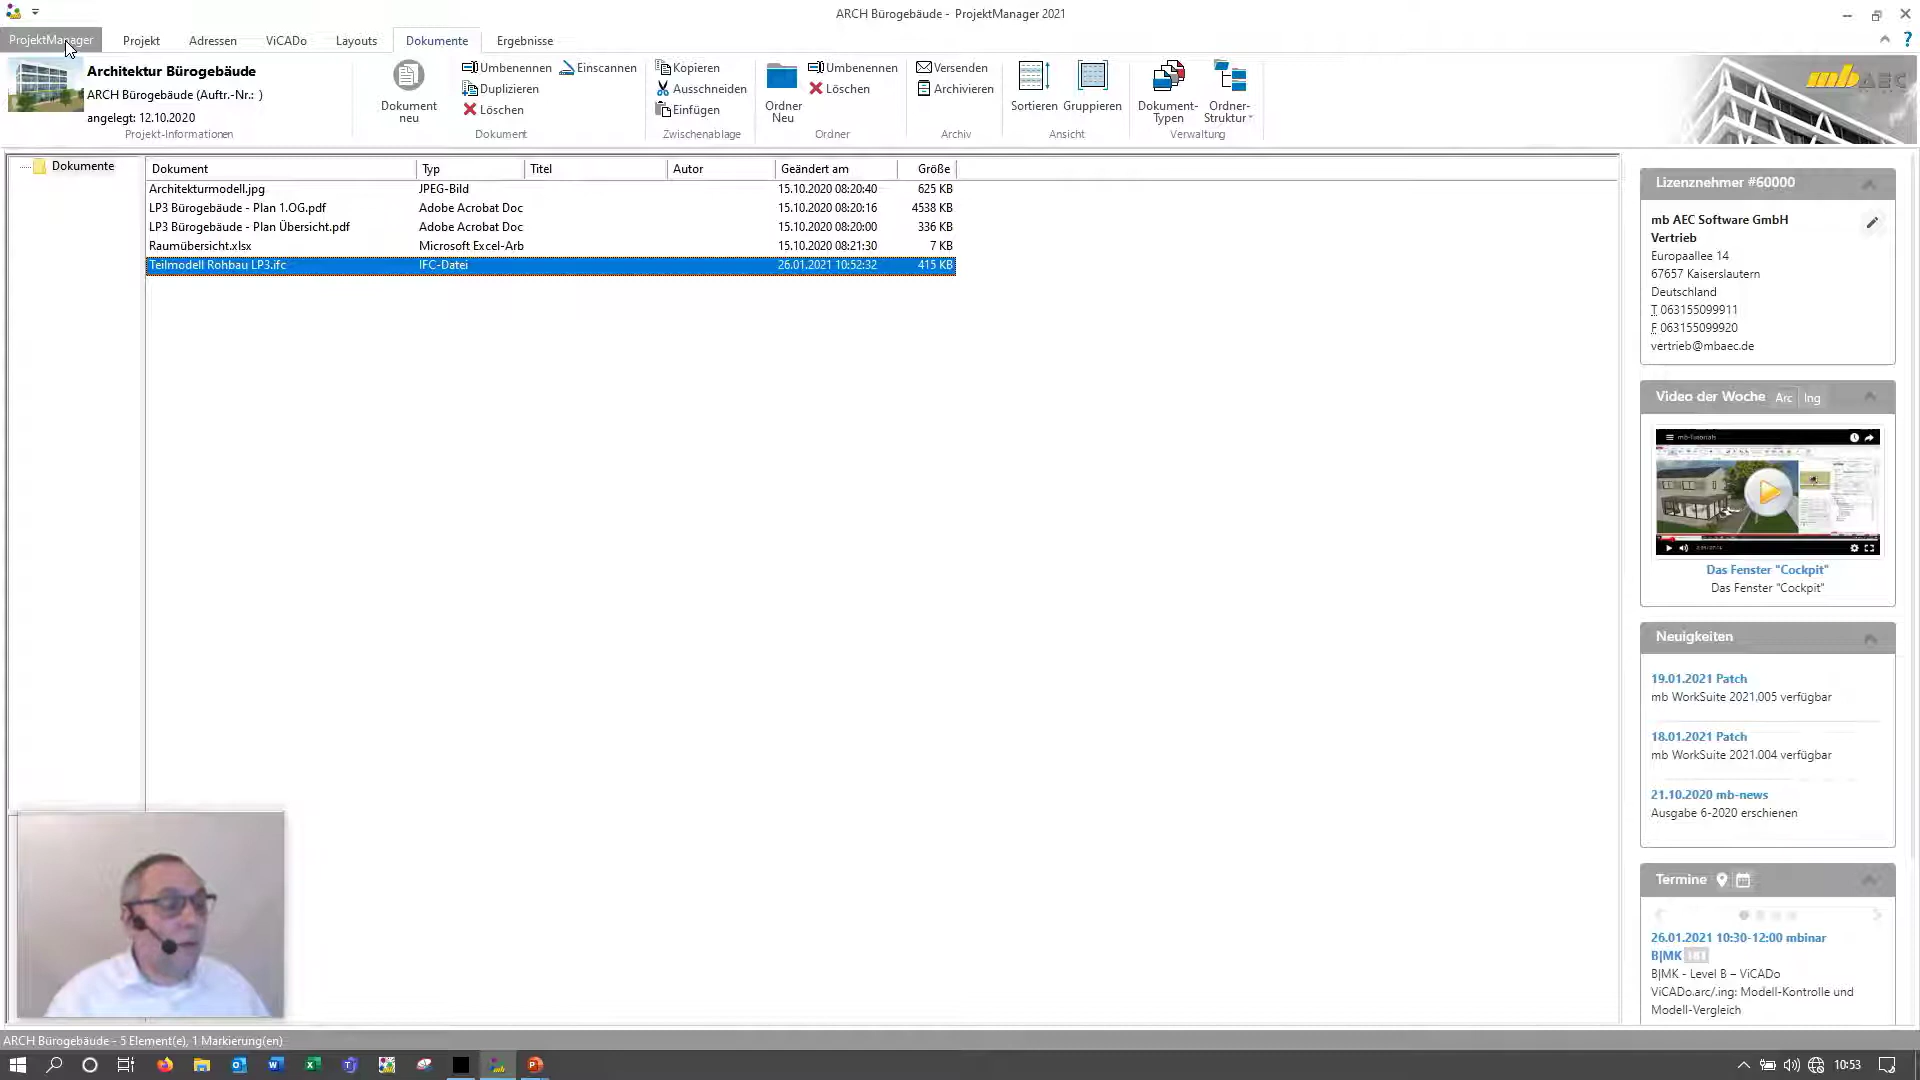 ARCH Bürogebäude - ProjektManager 2021
ProjektManager Projekt Adressen ViCADo Layouts Dokumente Ergebnisse
Architektur Bürogebäude
ARCH Bürogebäude (Auftr.-Nr.: )
angelegt: 12.10.2020
Projekt-Informationen
Dokument neu
Umbenennen Einscannen
Duplizieren
Löschen
Dokument
Kopieren
Ausschneiden
Einfügen
Zwischenablage
Ordner Neu
Umbenennen
Löschen
Ordner
Versenden
Archivieren
Archiv
Sortieren Gruppieren
Ansicht
Dokument-Typen
Ordner-Struktur
Verwaltung
mb AEC
Dokumente
Dokument Typ Titel Autor Geändert am Größe
Architekturmodell.jpg JPEG-Bild 15.10.2020 08:20:40 625 KB
LP3 Bürogebäude - Plan 1.OG.pdf Adobe Acrobat Doc 15.10.2020 08:20:16 4538 KB
LP3 Bürogebäude - Plan Übersicht.pdf Adobe Acrobat Doc 15.10.2020 08:20:00 336 KB
Raumübersicht.xlsx Microsoft Excel-Arb 15.10.2020 08:21:30 7 KB
Teilmodell Rohbau LP3.ifc IFC-Datei 26.01.2021 10:52:32 415 KB
Lizenznehmer #60000
mb AEC Software GmbH
Vertrieb
Europaallee 14
67657 Kaiserslautern
Deutschland
T 063155099911
F 063155099920
vertrieb@mbaec.de
Video der Woche Arc Ing
mb-Tutorials
Das Fenster "Cockpit"
Das Fenster "Cockpit"
Neuigkeiten
19.01.2021 Patch
mb WorkSuite 2021.005 verfügbar
18.01.2021 Patch
mb WorkSuite 2021.004 verfügbar
21.10.2020 mb-news
Ausgabe 6-2020 erschienen
Termine
26.01.2021 10:30-12:00 mbinar
B|MK 181
B|MK - Level B – ViCADo
ViCADo.arc/.ing: Modell-Kontrolle und
Modell-Vergleich
ARCH Bürogebäude - 5 Element(e), 1 Markierung(en)
10:53